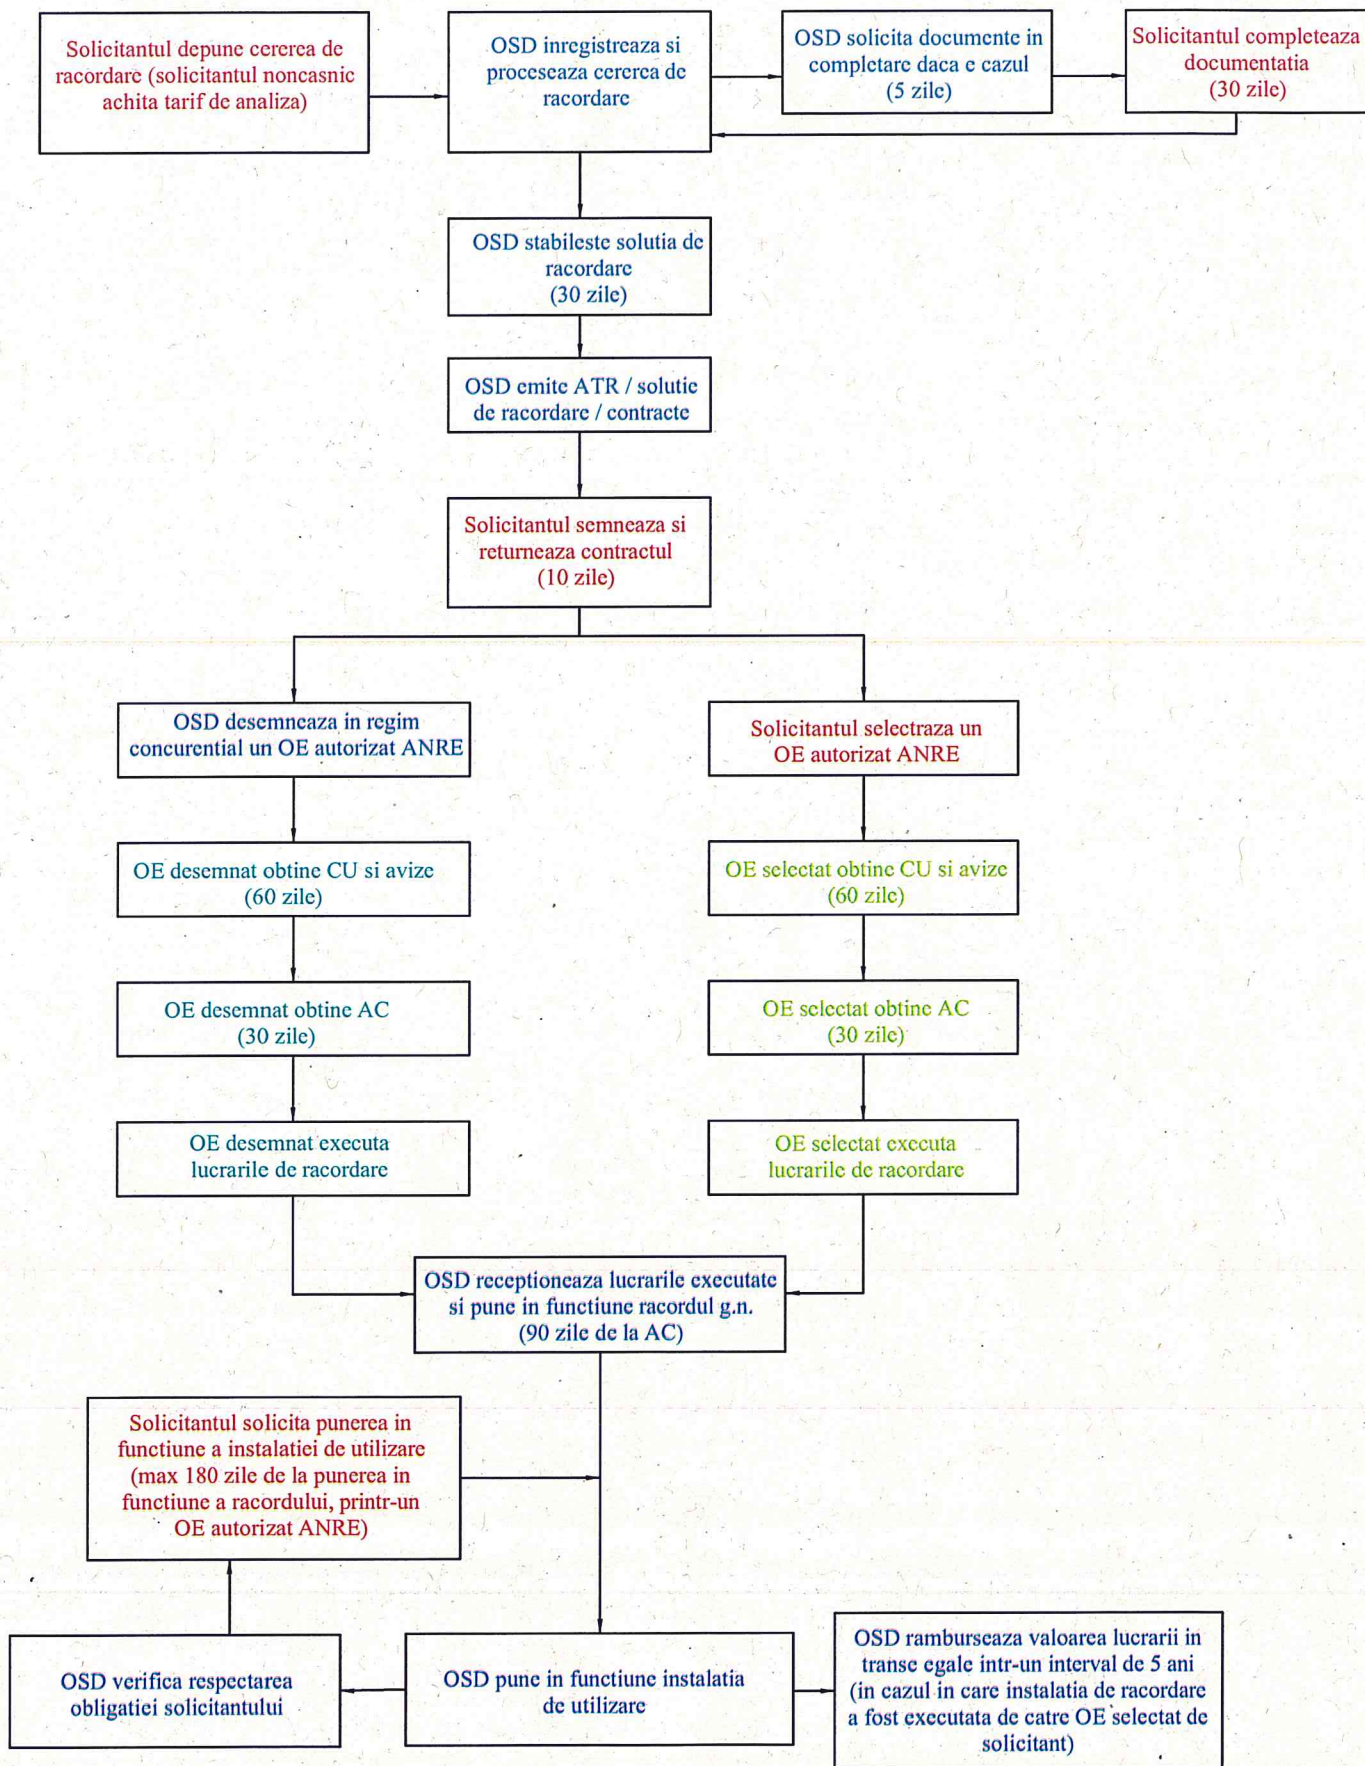 Solicitantul depune cererea de
racordare (solicitantul noncasnic
achita tarif de analiza)
OSD inregistreaza si
proceseaza cererea de
racordare
OSD solicita documente in
completare daca e cazul
(5 zile)
Solicitantul completeaza
documentatia
(30 zile)
OSD stabileste solutia de
racordare
(30 zile)
OSD emite ATR / solutie
de racordare / contracte
Solicitantul semneaza si
returneaza contractul
(10 zile)
OSD desemneaza in regim
concurential un OE autorizat ANRE
Solicitantul selectraza un
OE autorizat ANRE
OE desemnat obtine CU si avize
(60 zile)
OE selectat obtine CU si avize
(60 zile)
OE desemnat obtine AC
(30 zile)
OE selectat obtine AC
(30 zile)
OE desemnat executa
lucrarile de racordare
OE selectat executa
lucrarile de racordare
OSD receptioneaza lucrarile executate
si pune in functiune racordul g.n.
(90 zile de la AC)
Solicitantul solicita punerea in
functiune a instalatiei de utilizare
(max 180 zile de la punerea in
functiune a racordului, printr-un
OE autorizat ANRE)
OSD verifica respectarea
obligatiei solicitantului
OSD pune in functiune instalatia
de utilizare
OSD ramburseaza valoarea lucrarii in
transe egale intr-un interval de 5 ani
(in cazul in care instalatia de racordare
a fost executata de catre OE selectat de
solicitant)